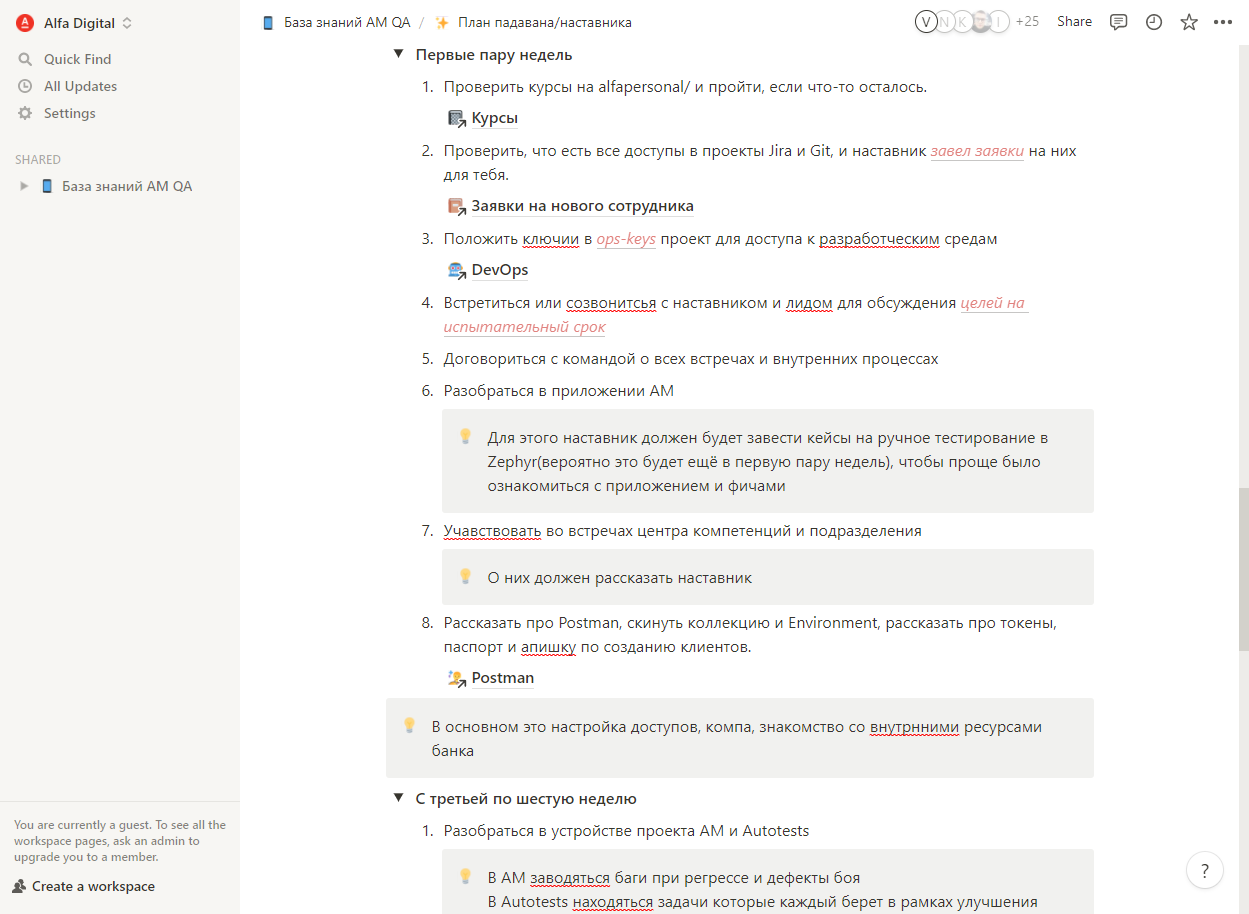 Alfa Digital
Quick Find
All Updates
Settings
SHARED
База знаний AM QA
You are currently a guest. To see all the
workspace pages, ask an admin to
upgrade you to a member.
Create a workspace
База знаний AM QA / План падавана/наставника
V N K I +25 Share
Первые пару недель
1. Проверить курсы на alfapersonal/ и пройти, если что-то осталось.
Курсы
2. Проверить, что есть все доступы в проекты Jira и Git, и наставник завел заявки на них
для тебя.
Заявки на нового сотрудника
3. Положить ключии в ops-keys проект для доступа к разработческим средам
DevOps
4. Встретиться или созвонитсья с наставником и лидом для обсуждения целей на
испытательный срок
5. Договориться с командой о всех встречах и внутренних процессах
6. Разобраться в приложении АМ
Для этого наставник должен будет завести кейсы на ручное тестирование в
Zephyr(вероятно это будет ещё в первую пару недель), чтобы проще было
ознакомиться с приложением и фичами
7. Учавствовать во встречах центра компетенций и подразделения
О них должен рассказать наставник
8. Рассказать про Postman, скинуть коллекцию и Environment, рассказать про токены,
паспорт и апишку по созданию клиентов.
Postman
В основном это настройка доступов, компа, знакомство со внутрнними ресурсами
банка
С третьей по шестую неделю
1. Разобраться в устройстве проекта АМ и Autotests
В АМ заводяться баги при регрессе и дефекты боя
В Autotests находяться задачи которые каждый берет в рамках улучшения
?